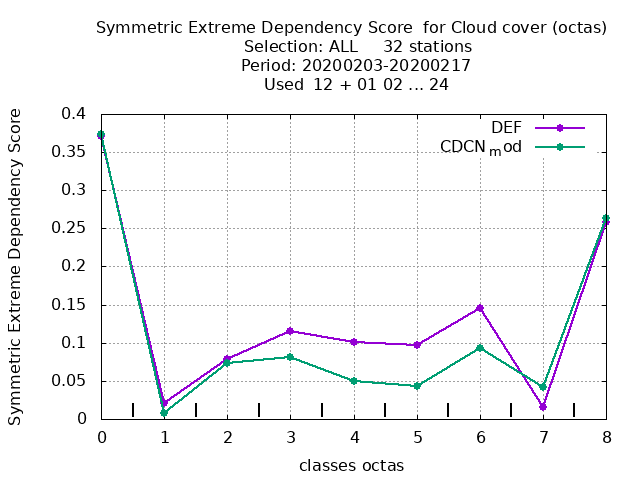 Symmetric Extreme Dependency Score  for Cloud cover (octas)
Selection: ALL     32 stations
Period: 20200203-20200217
Used  12 + 01 02 ... 24
DEF
CDCN_mod
Symmetric Extreme Dependency Score
0.4
0.35
0.3
0.25
0.2
0.15
0.1
0.05
0
0 1 2 3 4 5 6 7 8
classes octas